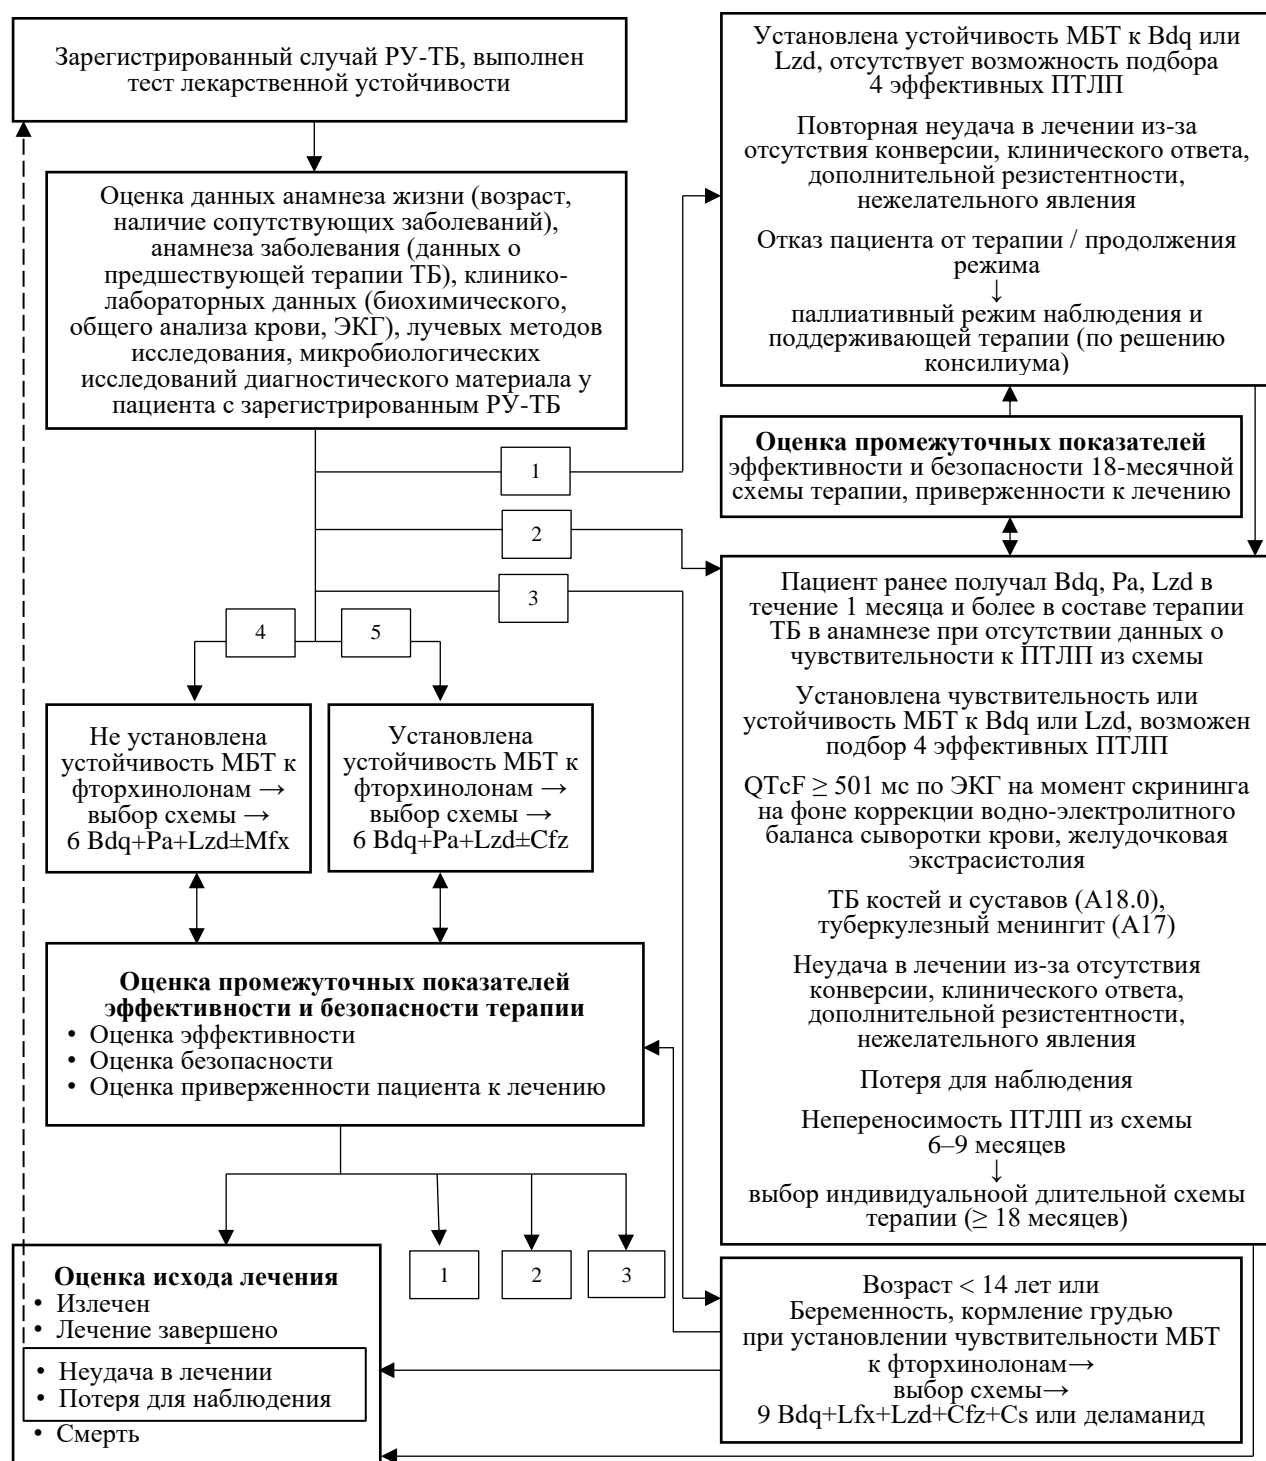 Зарегистрированный случай РУ-ТБ, выполнен
тест лекарственной устойчивости
Оценка данных анамнеза жизни (возраст,
наличие сопутствующих заболеваний),
анамнеза заболевания (данных о
предшествующей терапии ТБ), клинико-
лабораторных данных (биохимического,
общего анализа крови, ЭКГ), лучевых методов
исследования, микробиологических
исследований диагностического материала у
пациента с зарегистрированным РУ-ТБ
Установлена устойчивость МБТ к Bdq или
Lzd, отсутствует возможность подбора
4 эффективных ПТЛП
Повторная неудача в лечении из-за
отсутствия конверсии, клинического ответа,
дополнительной резистентности,
нежелательного явления
Отказ пациента от терапии / продолжения
режима
↓
паллиативный режим наблюдения и
поддерживающей терапии (по решению
консилиума)
Оценка промежуточных показателей
эффективности и безопасности 18-месячной
схемы терапии, приверженности к лечению
1
2
3
4
5
Пациент ранее получал Bdq, Pa, Lzd в
течение 1 месяца и более в составе терапии
ТБ в анамнезе при отсутствии данных о
чувствительности к ПТЛП из схемы
Установлена чувствительность или
устойчивость МБТ к Bdq или Lzd, возможен
подбор 4 эффективных ПТЛП
QTcF ≥ 501 мс по ЭКГ на момент скрининга
на фоне коррекции водно-электролитного
баланса сыворотки крови, желудочковая
экстрасистолия
ТБ костей и суставов (A18.0),
туберкулезный менингит (A17)
Неудача в лечении из-за отсутствия
конверсии, клинического ответа,
дополнительной резистентности,
нежелательного явления
Потеря для наблюдения
Непереносимость ПТЛП из схемы
6–9 месяцев
↓
выбор индивидуальноой длительной схемы
терапии (≥ 18 месяцев)
Не установлена
устойчивость МБТ к
фторхинолонам →
выбор схемы →
6 Bdq+Pa+Lzd±Mfx
Установлена
устойчивость МБТ к
фторхинолонам →
выбор схемы →
6 Bdq+Pa+Lzd±Cfz
Оценка промежуточных показателей
эффективности и безопасности терапии
• Оценка эффективности
• Оценка безопасности
• Оценка приверженности пациента к лечению
1
2
3
Оценка исхода лечения
• Излечен
• Лечение завершено
• Неудача в лечении
• Потеря для наблюдения
• Смерть
Возраст < 14 лет или
Беременность, кормление грудью
при установлении чувствительности МБТ
к фторхинолонам→
выбор схемы→
9 Bdq+Lfx+Lzd+Cfz+Cs или деламанид